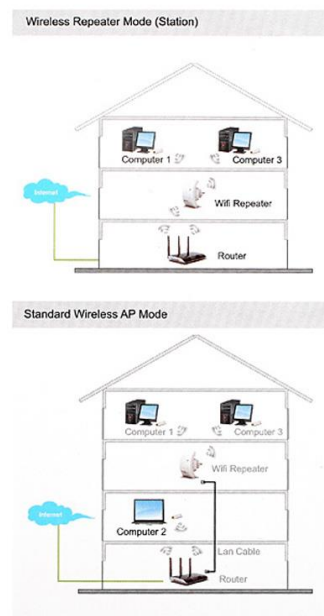 Wireless Repeater Mode (Station)
Computer 1
Computer 3
Internet
Wifi Repeater
Router
Standard Wireless AP Mode
Computer 1
Computer 3
Wifi Repeater
Internet
Computer 2
Lan Cable
Router